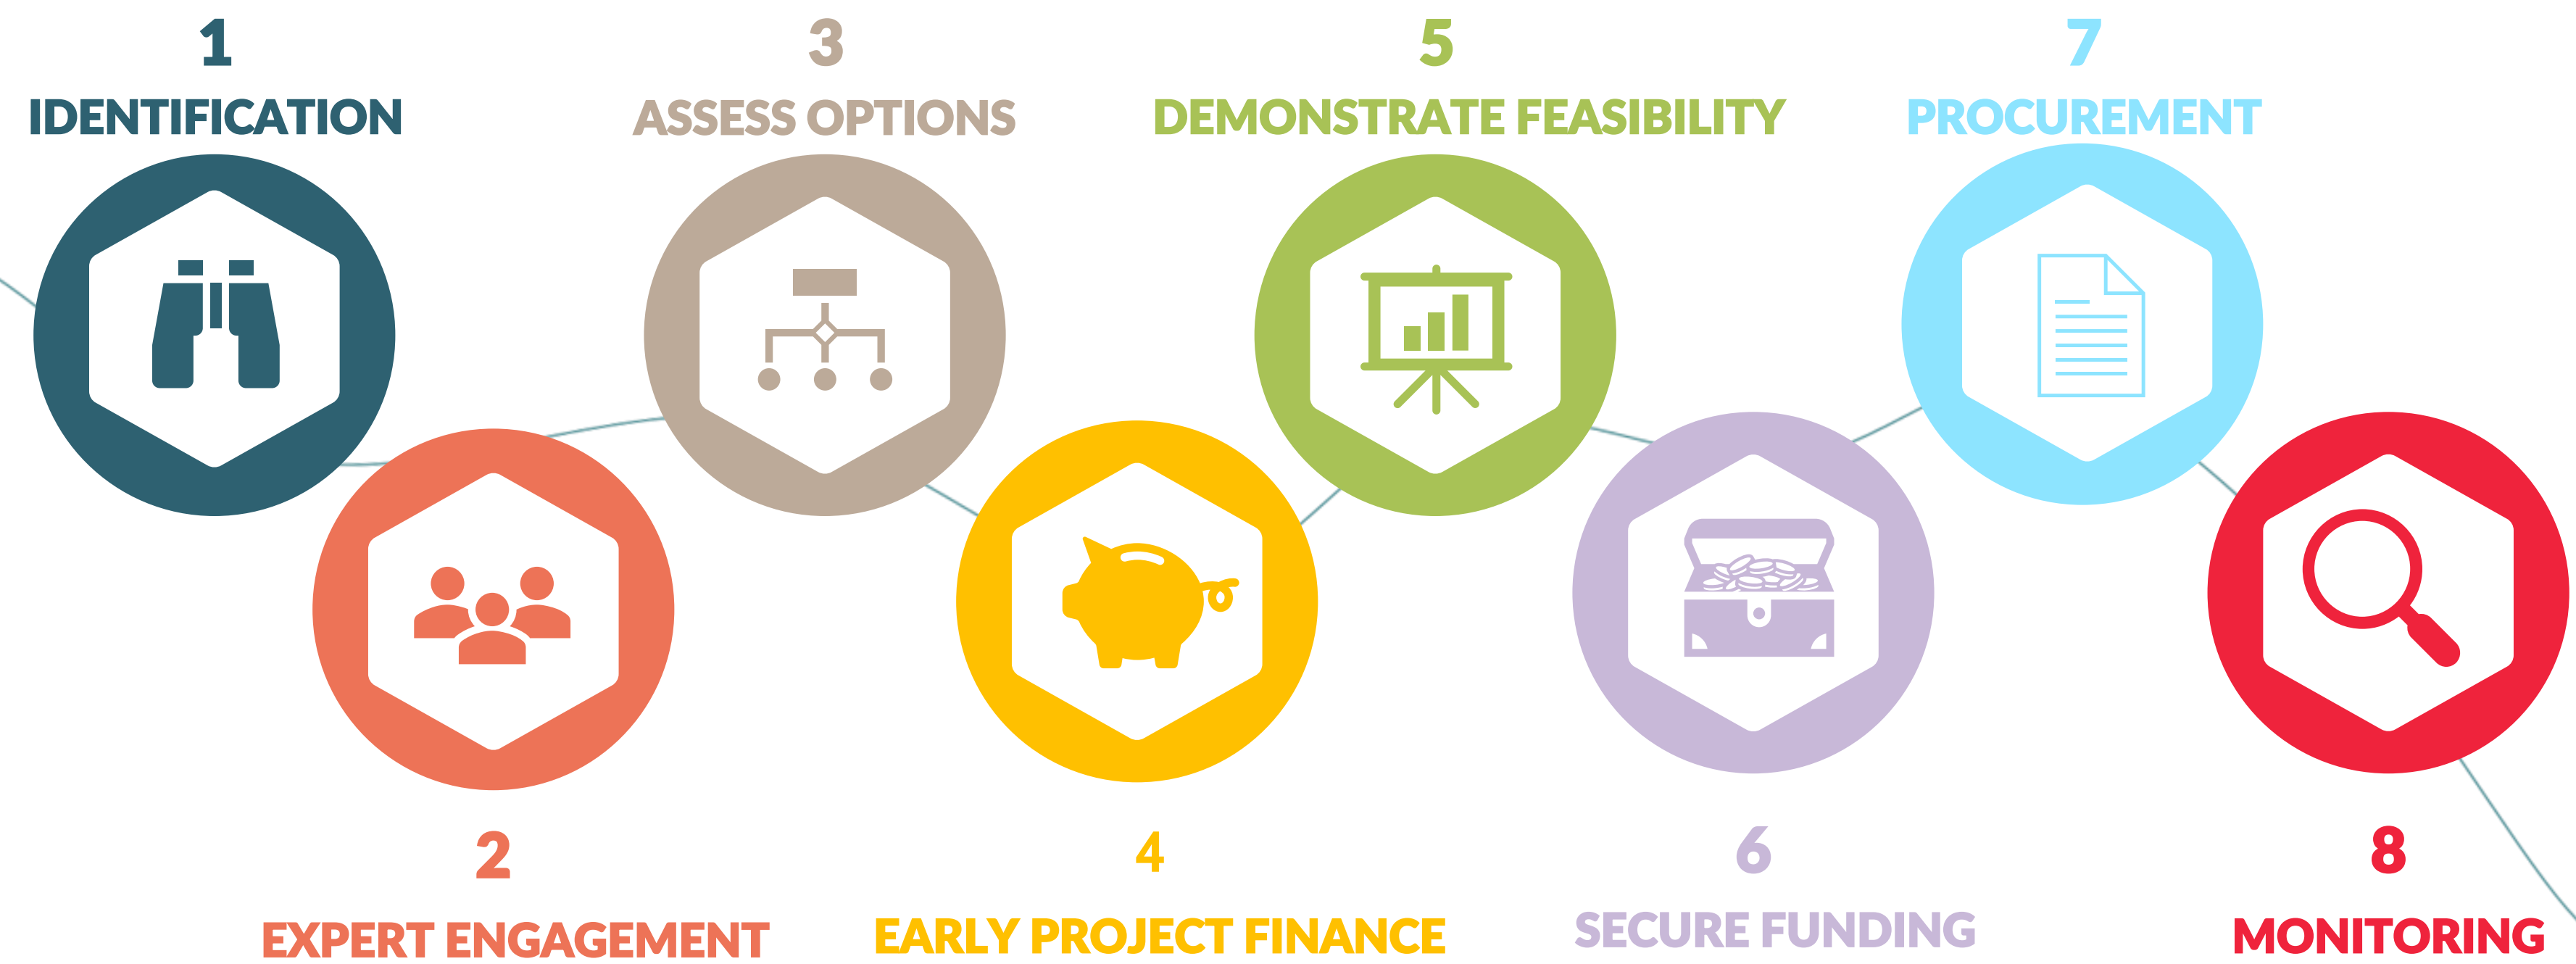 1
IDENTIFICATION
2
EXPERT ENGAGEMENT
3
ASSESS OPTIONS
4
EARLY PROJECT FINANCE
5
DEMONSTRATE FEASIBILITY
6
SECURE FUNDING
7
PROCUREMENT
8
MONITORING